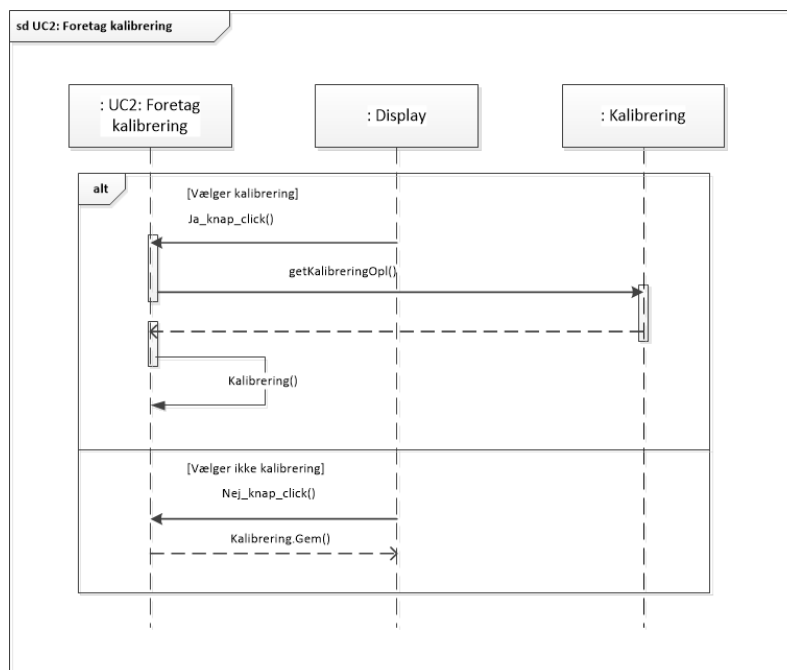 sd UC2: Foretag kalibrering
: UC2: Foretag
kalibrering
: Display
: Kalibrering
alt
[Vælger kalibrering]
Ja_knap_click()
getKalibreringOpl()
Kalibrering()
[Vælger ikke kalibrering]
Nej_knap_click()
Kalibrering.Gem()